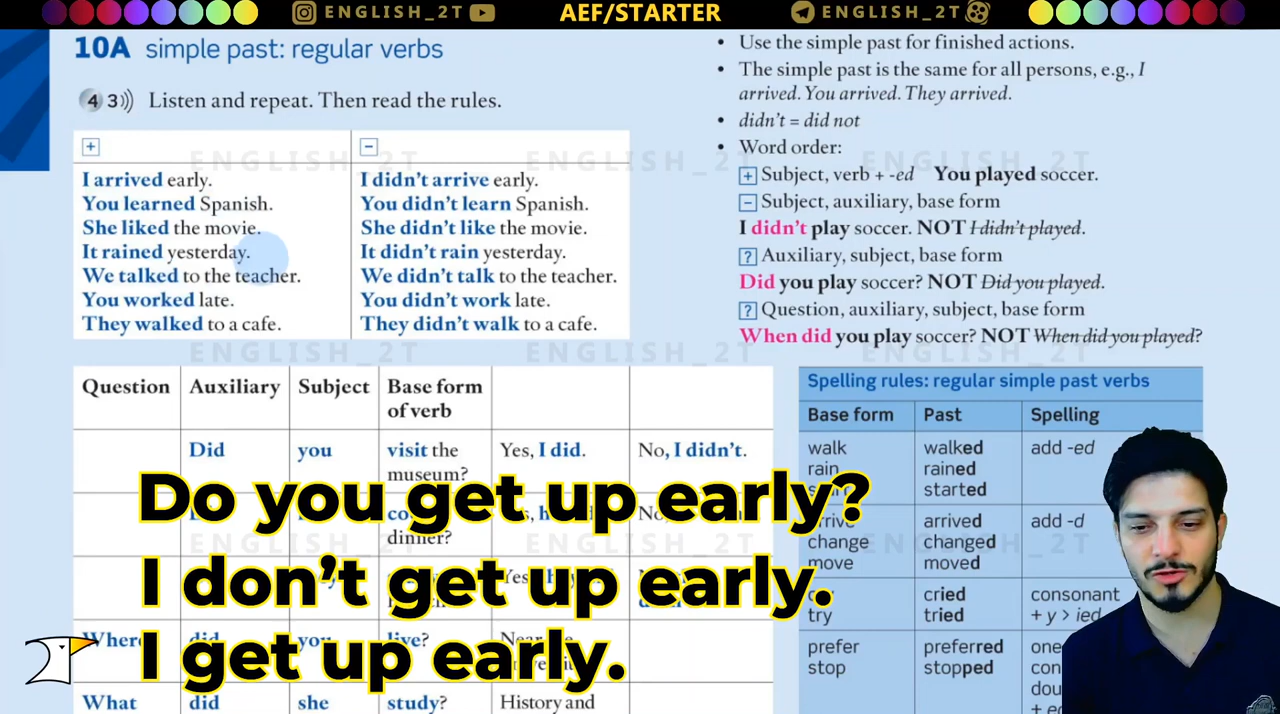 ENGLISH_2T
AEF/STARTER
ENGLISH_2T
10A simple past: regular verbs
4 3)) Listen and repeat. Then read the rules.
+
−
I arrived early.
I didn't arrive early.
You learned Spanish.
You didn't learn Spanish.
She liked the movie.
She didn't like the movie.
It rained yesterday.
It didn't rain yesterday.
We talked to the teacher.
We didn't talk to the teacher.
You worked late.
You didn't work late.
They walked to a cafe.
They didn't walk to a cafe.
• Use the simple past for finished actions.
• The simple past is the same for all persons, e.g., I
arrived. You arrived. They arrived.
• didn't = did not
• Word order:
+ Subject, verb + -ed You played soccer.
− Subject, auxiliary, base form
I didn't play soccer. NOT I didn't played.
? Auxiliary, subject, base form
Did you play soccer? NOT Did you played.
? Question, auxiliary, subject, base form
When did you play soccer? NOT When did you played?
ENGLISH_2T
ENGLISH_2T
ENGLISH_2T
ENGLISH_2T
ENGLISH_2T
ENGLISH_2T
Question Auxiliary Subject Base form
of verb
Did you visit the
museum?
Yes, I did. No, I didn't.
dinner?
Where did you live?
What did she study? History and
Spelling rules: regular simple past verbs
Base form Past Spelling
walk walked add -ed
rain rained
started
arrived add -d
change changed
move moved
cried consonant
try tried + y > ied
prefer preferred one
stop stopped con
dou
ENGLISH_2T
ENGLISH_2T
Do you get up early?
I don't get up early.
I get up early.
2T